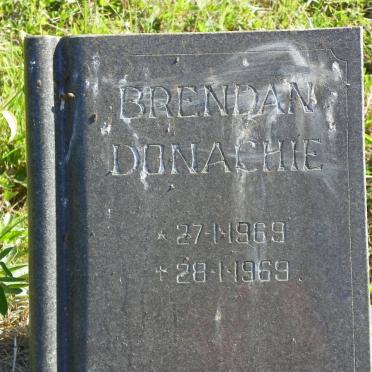 BRENDAN
DONACHIE
* 27·1·1969
+ 28·1·1969